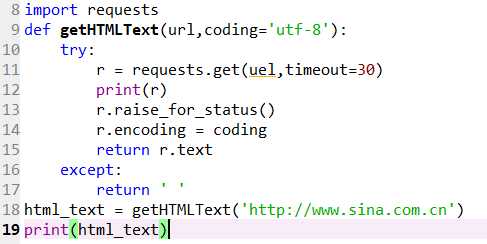 8 import requests
9 def getHTMLText(url,coding='utf-8'):
10     try:
11         r = requests.get(uel,timeout=30)
12         print(r)
13         r.raise_for_status()
14         r.encoding = coding
15         return r.text
16     except:
17         return ' '
18 html_text = getHTMLText('http://www.sina.com.cn')
19 print(html_text)